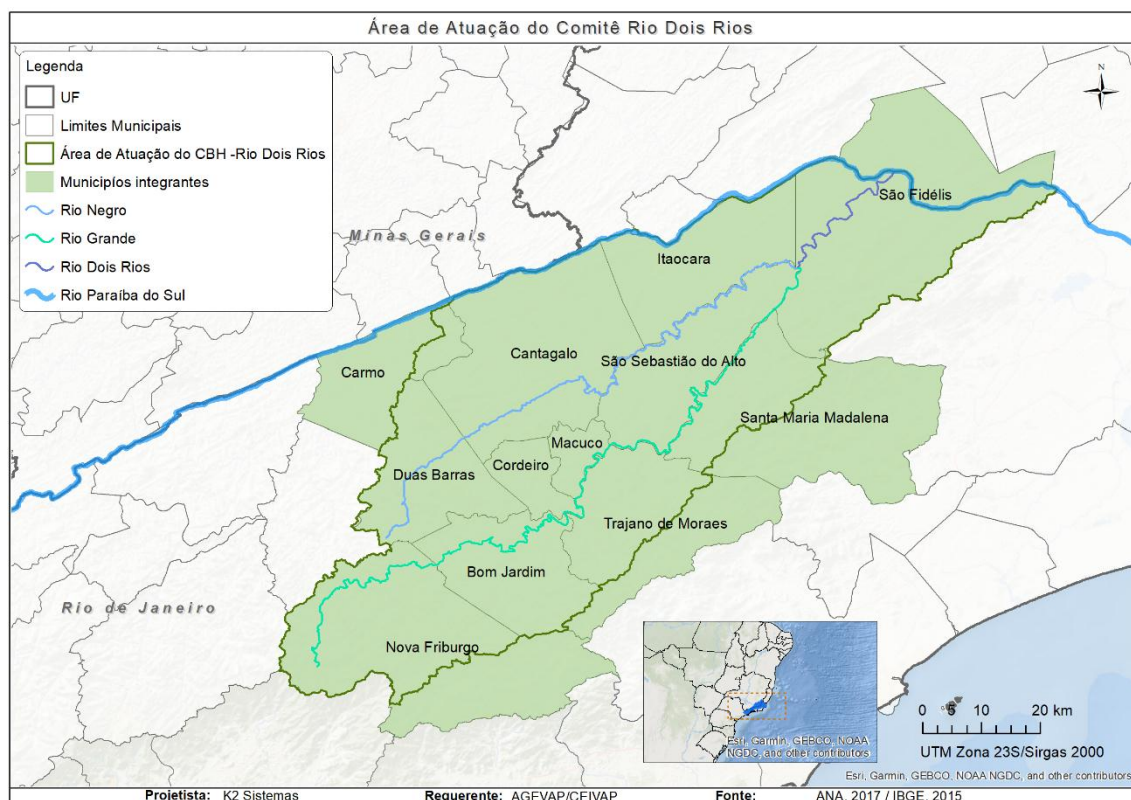 Área de Atuação do Comitê Rio Dois Rios
Legenda
UF
Limites Municipais
Área de Atuação do CBH -Rio Dois Rios
Municipíos integrantes
Rio Negro
Rio Grande
Rio Dois Rios
Rio Paraíba do Sul
N
Minas Gerais
São Fidélis
Itaocara
Cantagalo
São Sebastião do Alto
Carmo
Santa Maria Madalena
Macuco
Cordeiro
Duas Barras
Trajano de Moraes
Bom Jardim
Rio de Janeiro
Nova Friburgo
Esri, Garmin, GEBCO, NOAA
NGDC, and other contributors
0 5 10 20 km
UTM Zona 23S/Sirgas 2000
Esri, Garmin, GEBCO, NOAA NGDC, and other contributors
Projetista: K2 Sistemas Requerente: AGEVAP/CEIVAP Fonte: ANA, 2017 / IBGE, 2015